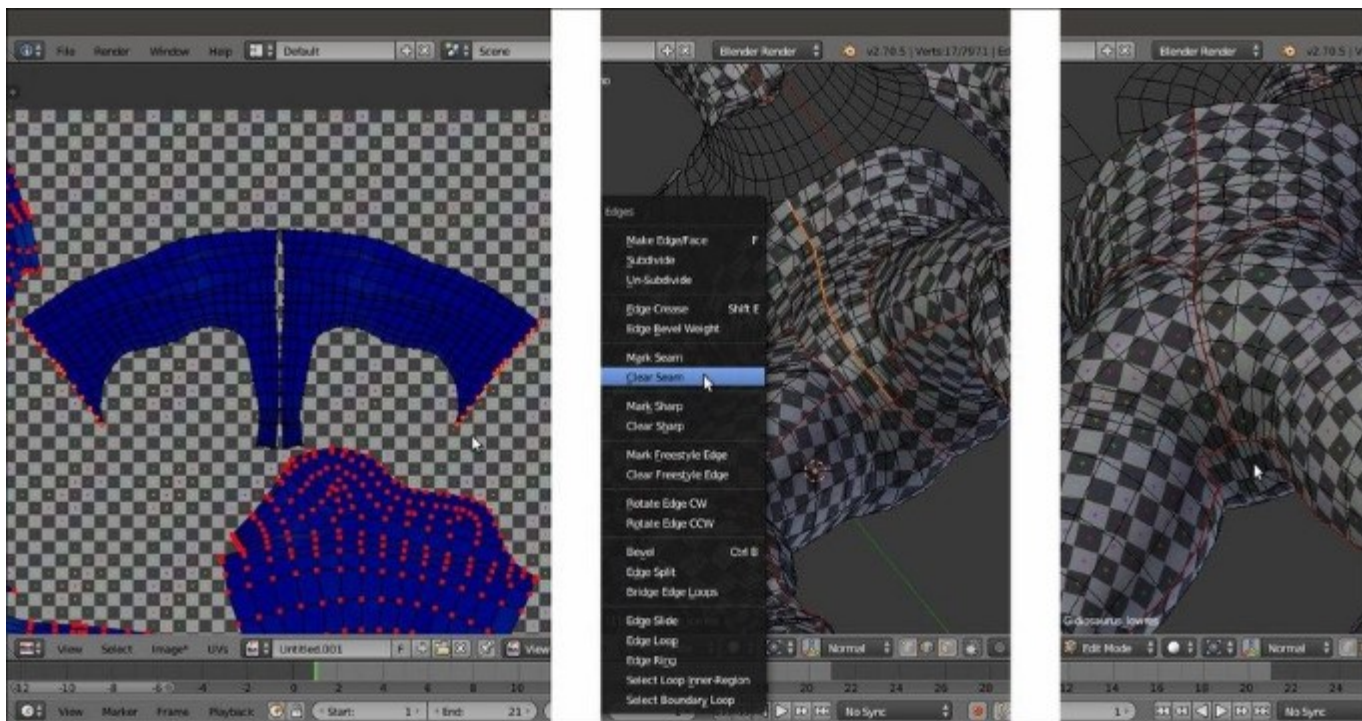 File Render Window Help Default Scene
View Select Image* UVs Untitled.001 F View
-12 -10 -8 -6 -4 -2 0 2 4 6 8 10
View Marker Frame Playback Start: 1 End: 21
Blender Render v2.70.5 | Verts:17/7971 | Ed
Edges
Make Edge/Face F
Subdivide
Un-Subdivide
Edge Crease Shift E
Edge Bevel Weight
Mark Seam
Clear Seam
Mark Sharp
Clear Sharp
Mark Freestyle Edge
Clear Freestyle Edge
Rotate Edge CW
Rotate Edge CCW
Bevel Ctrl B
Edge Split
Bridge Edge Loops
Edge Slide
Edge Loop
Edge Ring
Select Loop Inner-Region
Select Boundary Loop
Normal
20 22 24 26 28
No Sync
Blender Render v2.70.5 | V
Gidiosaurus_lowres
Edit Mode Normal
12 14 16 18 20 22 24 26
1 No Sync